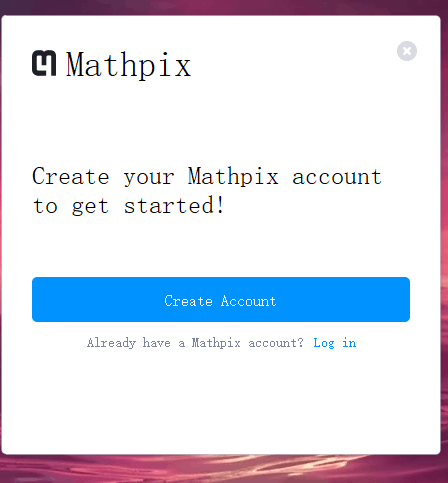 Mathpix
Create your Mathpix account
to get started!
Create Account
Already have a Mathpix account? Log in